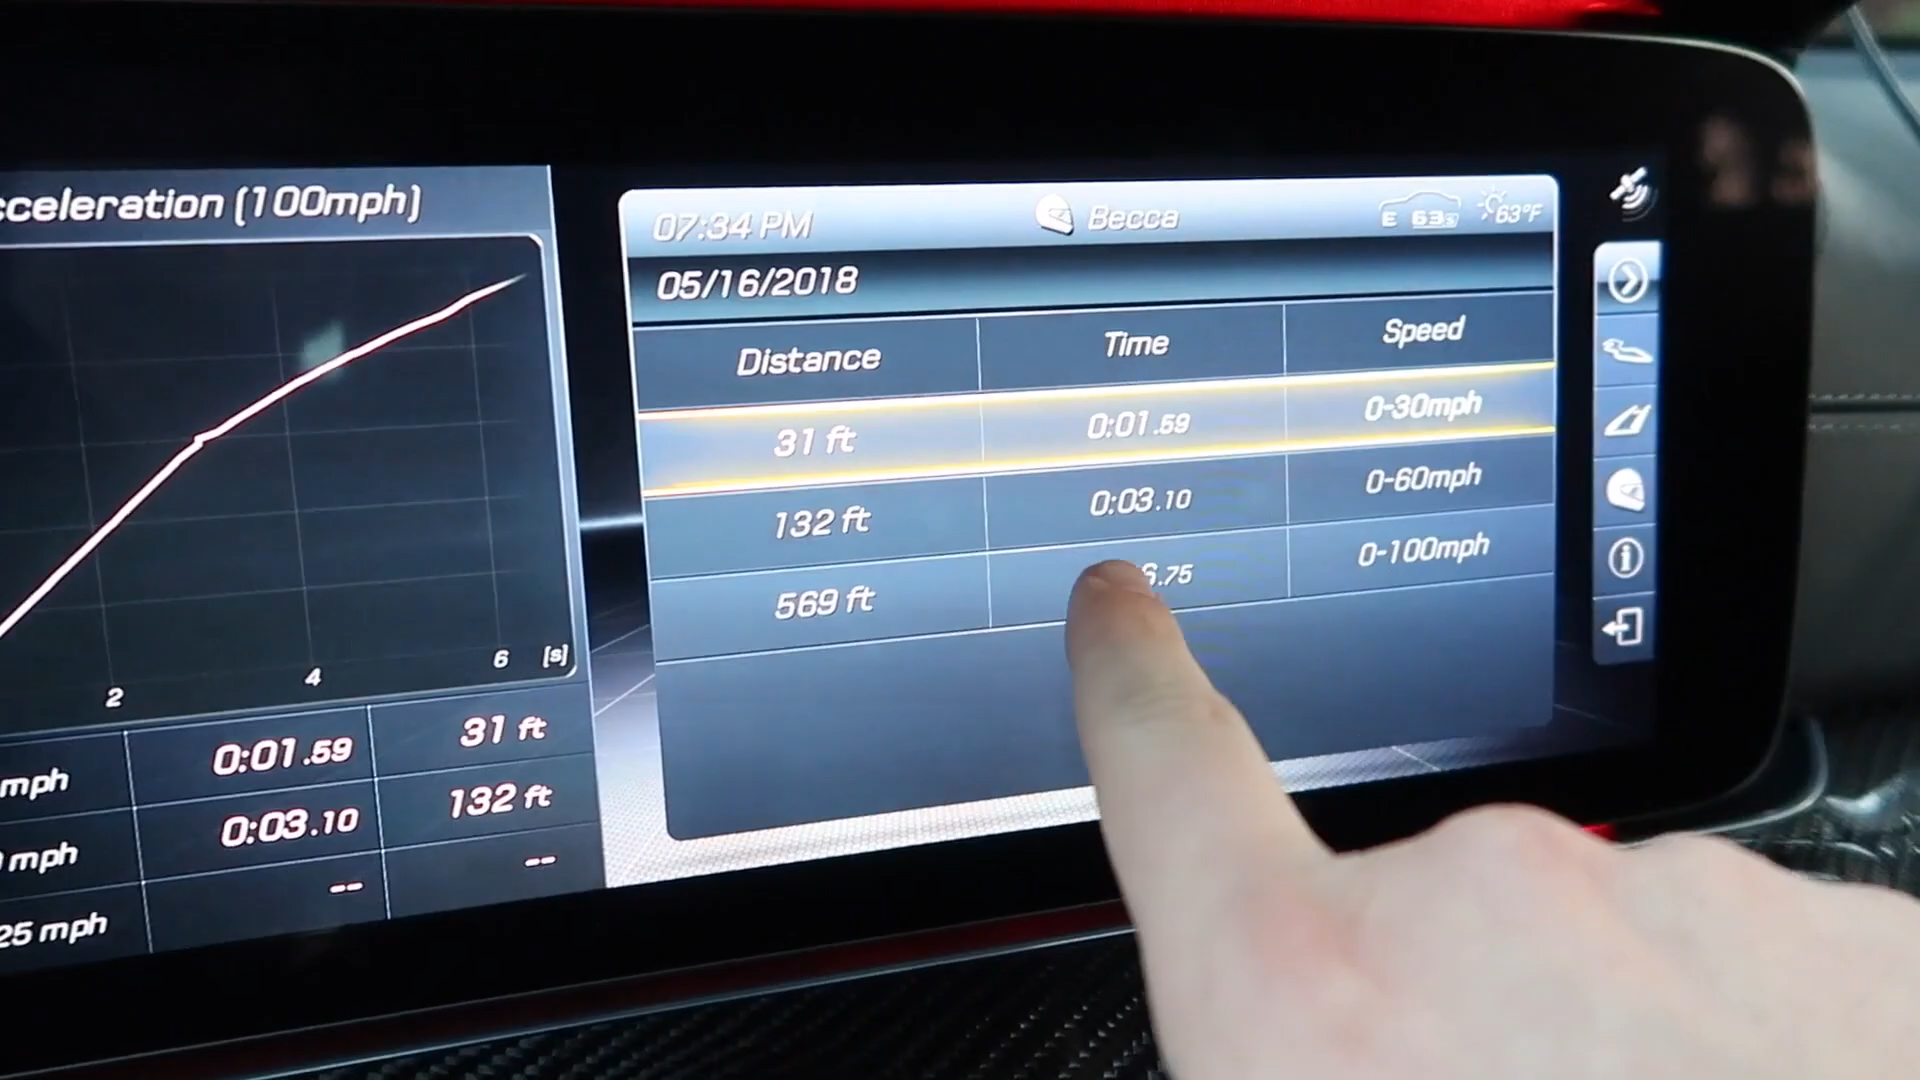 cceleration (100mph)
2
4
6
[s]
mph 0:01.59 31 ft
mph 0:03.10 132 ft
25 mph -- --
07:34 PM Becca E 63s 63°F
05/16/2018
Distance Time Speed
31 ft 0:01.59 0-30mph
132 ft 0:03.10 0-60mph
569 ft 6.75 0-100mph